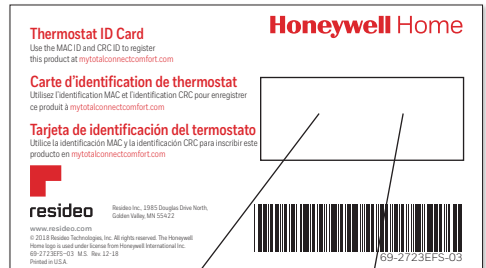 Honeywell Home
Thermostat ID Card
Use the MAC ID and CRC ID to register
this product at mytotalconnectcomfort.com
Carte d'identification de thermostat
Utilisez l'identification MAC et l'identification CRC pour enregistrer
ce produit à mytotalconnectcomfort.com
Tarjeta de identificación del termostato
Utilice la identificación MAC y la identificación CRC para inscribir este
producto en mytotalconnectcomfort.com
resideo
www.resideo.com
Resideo Inc., 1985 Douglas Drive North,
Golden Valley, MN 55422
© 2018 Resideo Technologies, Inc. All rights reserved. The Honeywell
Home logo is used under license from Honeywell International Inc.
69-2723EFS-03 M.S. Rev. 12-18
Printed in U.S.A.
69-2723EFS-03